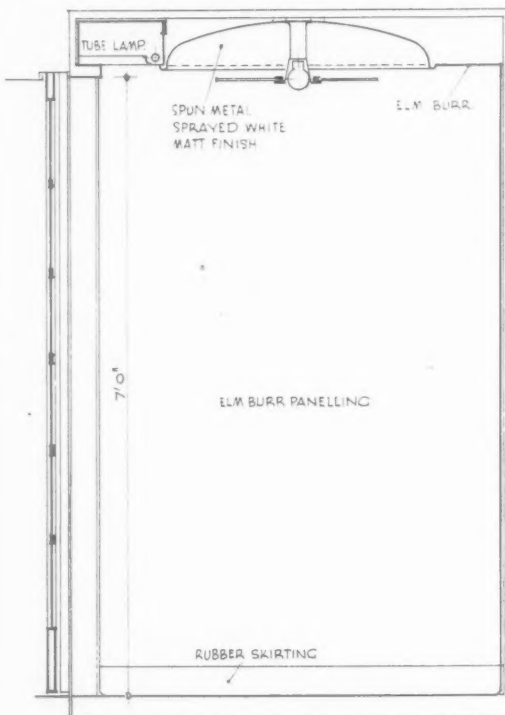 TUBE LAMP.
SPUN METAL
SPRAYED WHITE
MATT FINISH
ELM BURR
7'0"
ELM BURR PANELLING
RUBBER SKIRTING